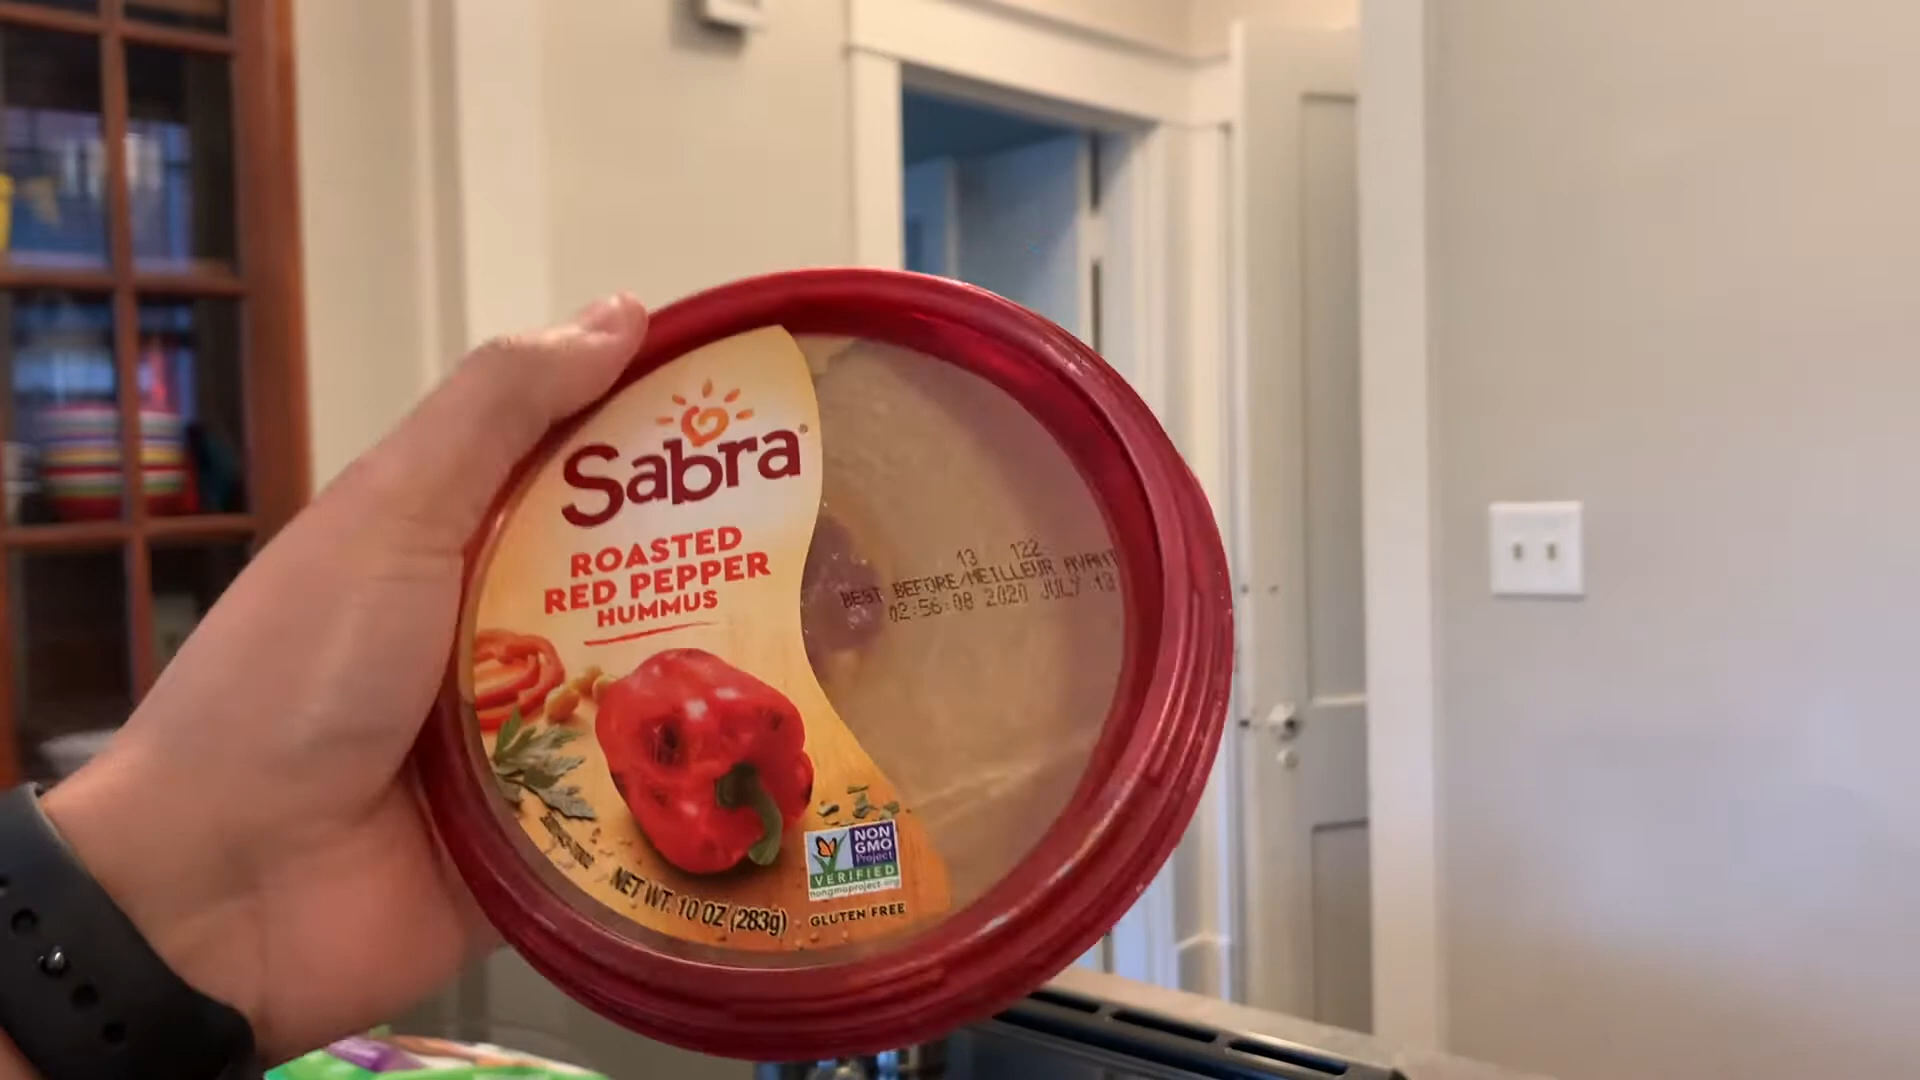 Sabra
ROASTED
RED PEPPER
HUMMUS
13 122
BEST BEFORE/MEILLEUR AVANT
02:56:08 2020 JULY 13
NON
GMO
Project
VERIFIED
nongmoproject.org
NET WT. 10 OZ (283g)
GLUTEN FREE